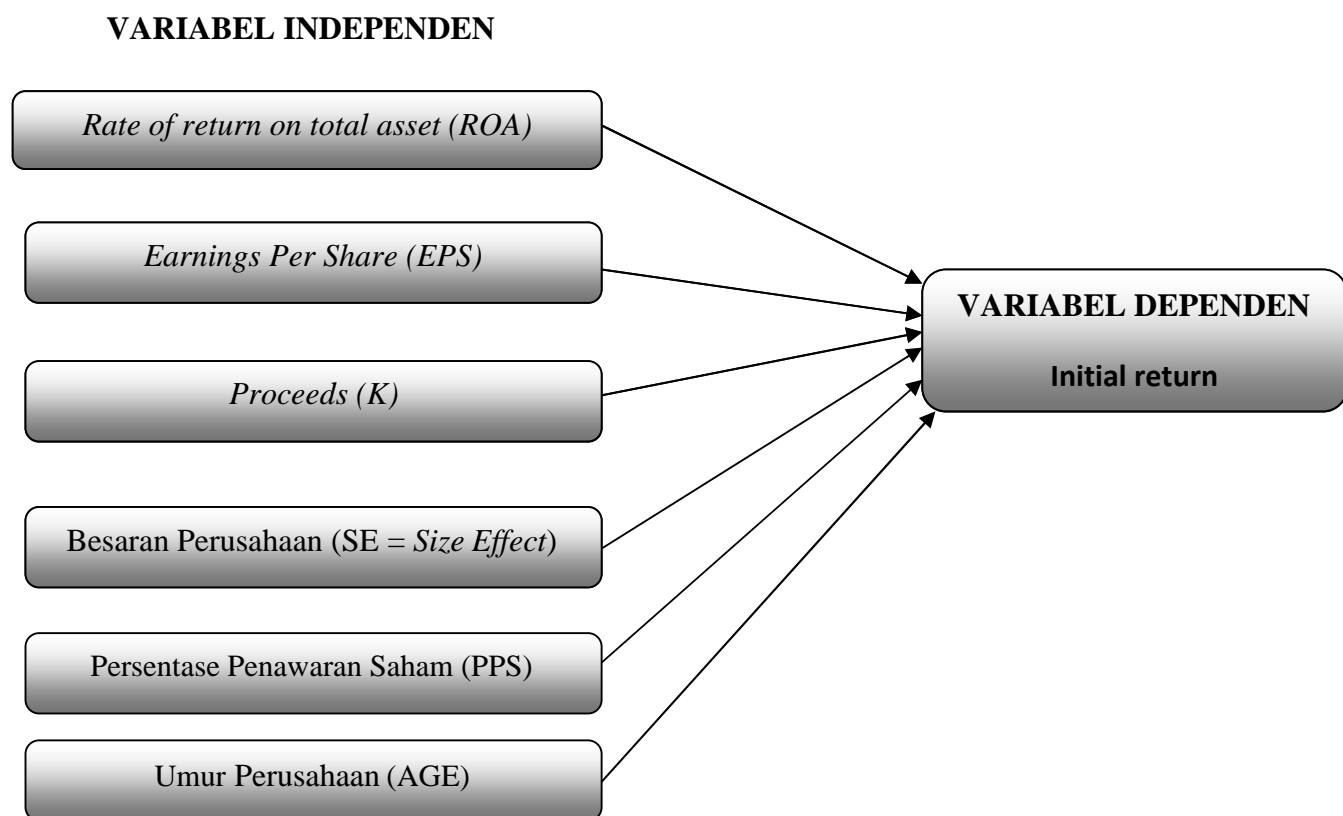 VARIABEL INDEPENDEN
Rate of return on total asset (ROA)
Earnings Per Share (EPS)
Proceeds (K)
Besaran Perusahaan (SE = Size Effect)
Persentase Penawaran Saham (PPS)
Umur Perusahaan (AGE)
VARIABEL DEPENDEN
Initial return